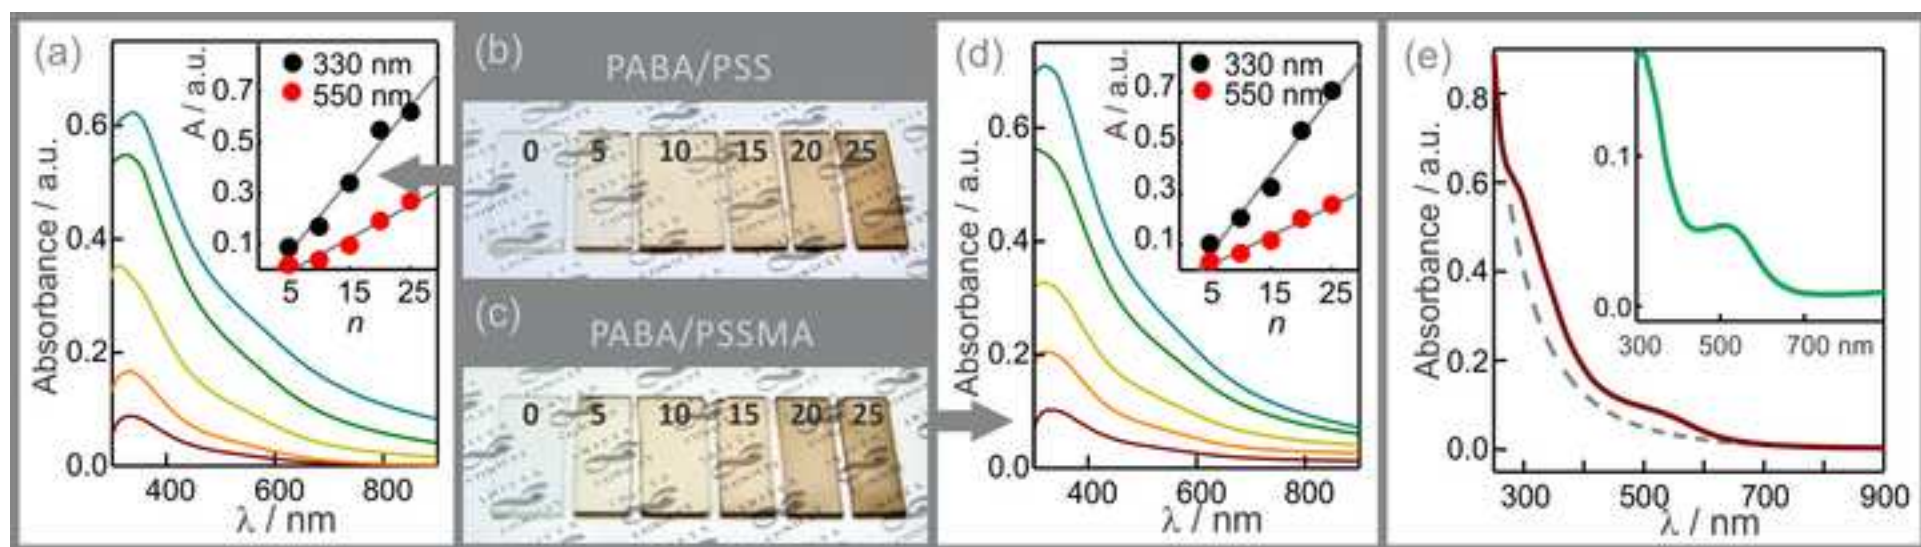 (a)
330 nm
550 nm
A / a.u.
0.7
0.5
0.3
0.1
5
15
25
n
Absorbance / a.u.
0.6
0.4
0.2
0.0
400
600
800
λ / nm
(b)
PABA/PSS
0
5
10
15
20
25
(c)
PABA/PSSMA
0
5
10
15
20
25
(d)
330 nm
550 nm
A / a.u.
0.7
0.5
0.3
0.1
5
15
25
n
Absorbance / a.u.
0.6
0.4
0.2
0.0
400
600
800
λ / nm
(e)
Absorbance / a.u.
0.8
0.6
0.4
0.2
0.0
0.1
0.0
300
500
700 nm
300
500
700
900
λ / nm